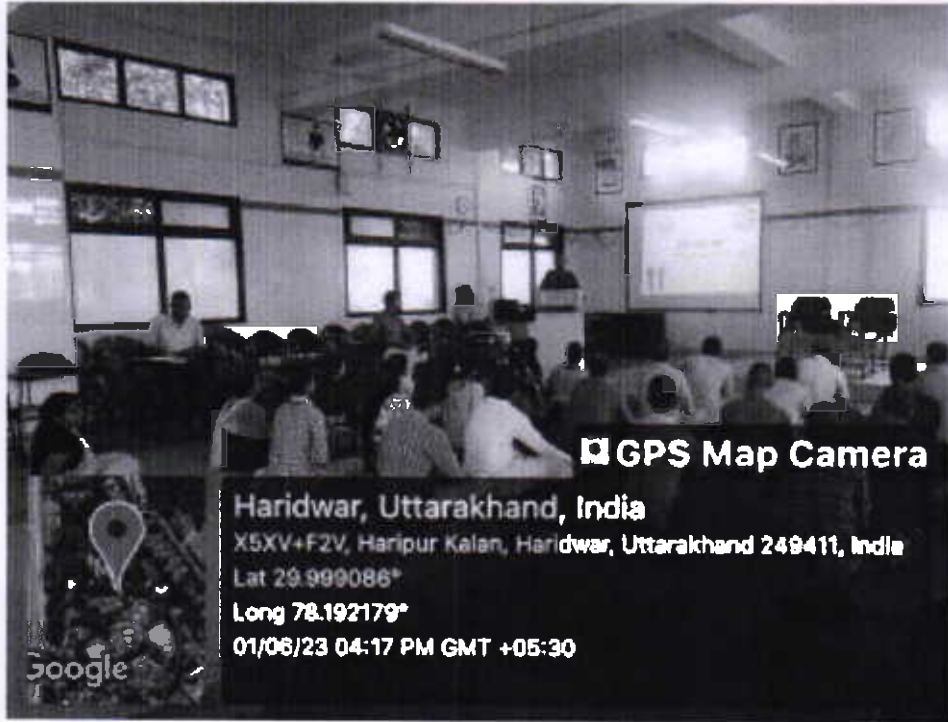 GPS Map Camera
Haridwar, Uttarakhand, India
X5XV+F2V, Haripur Kalan, Haridwar, Uttarakhand 249411, India
Lat 29.999086°
Long 78.192179°
01/06/23 04:17 PM GMT +05:30
Google